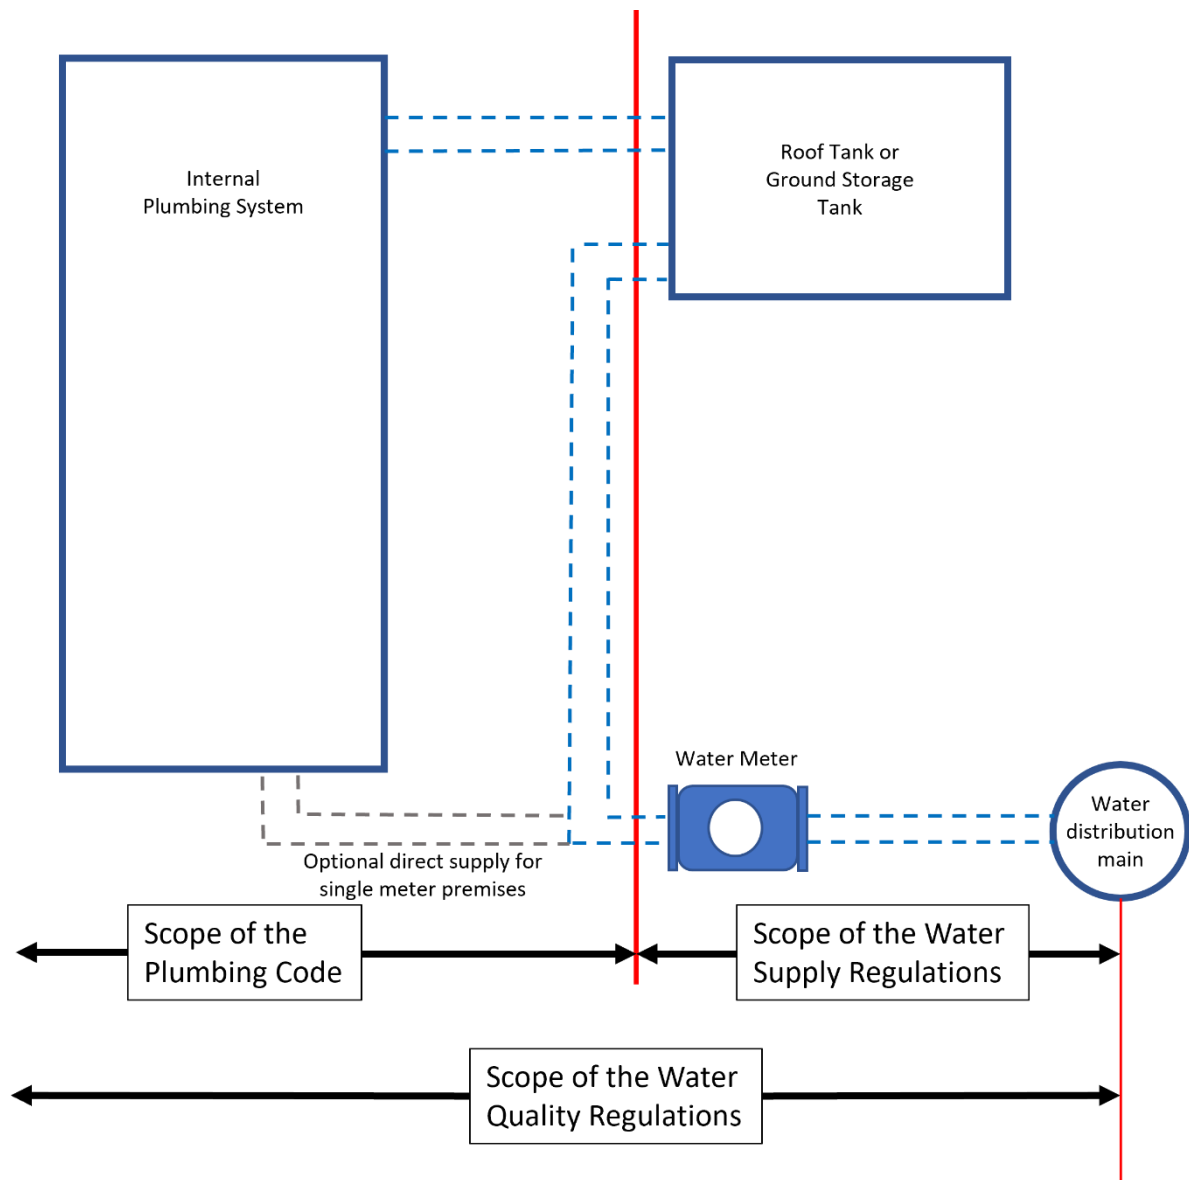 Internal
Plumbing System
Roof Tank or
Ground Storage
Tank
Water Meter
Water
distribution
main
Optional direct supply for
single meter premises
Scope of the
Plumbing Code
Scope of the Water
Supply Regulations
Scope of the Water
Quality Regulations